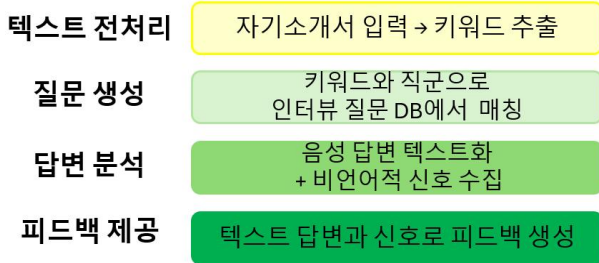 텍스트 전처리
자기소개서 입력 → 키워드 추출
질문 생성
키워드와 직군으로
인터뷰 질문 DB에서 매칭
답변 분석
음성 답변 텍스트화
+ 비언어적 신호 수집
피드백 제공
텍스트 답변과 신호로 피드백 생성